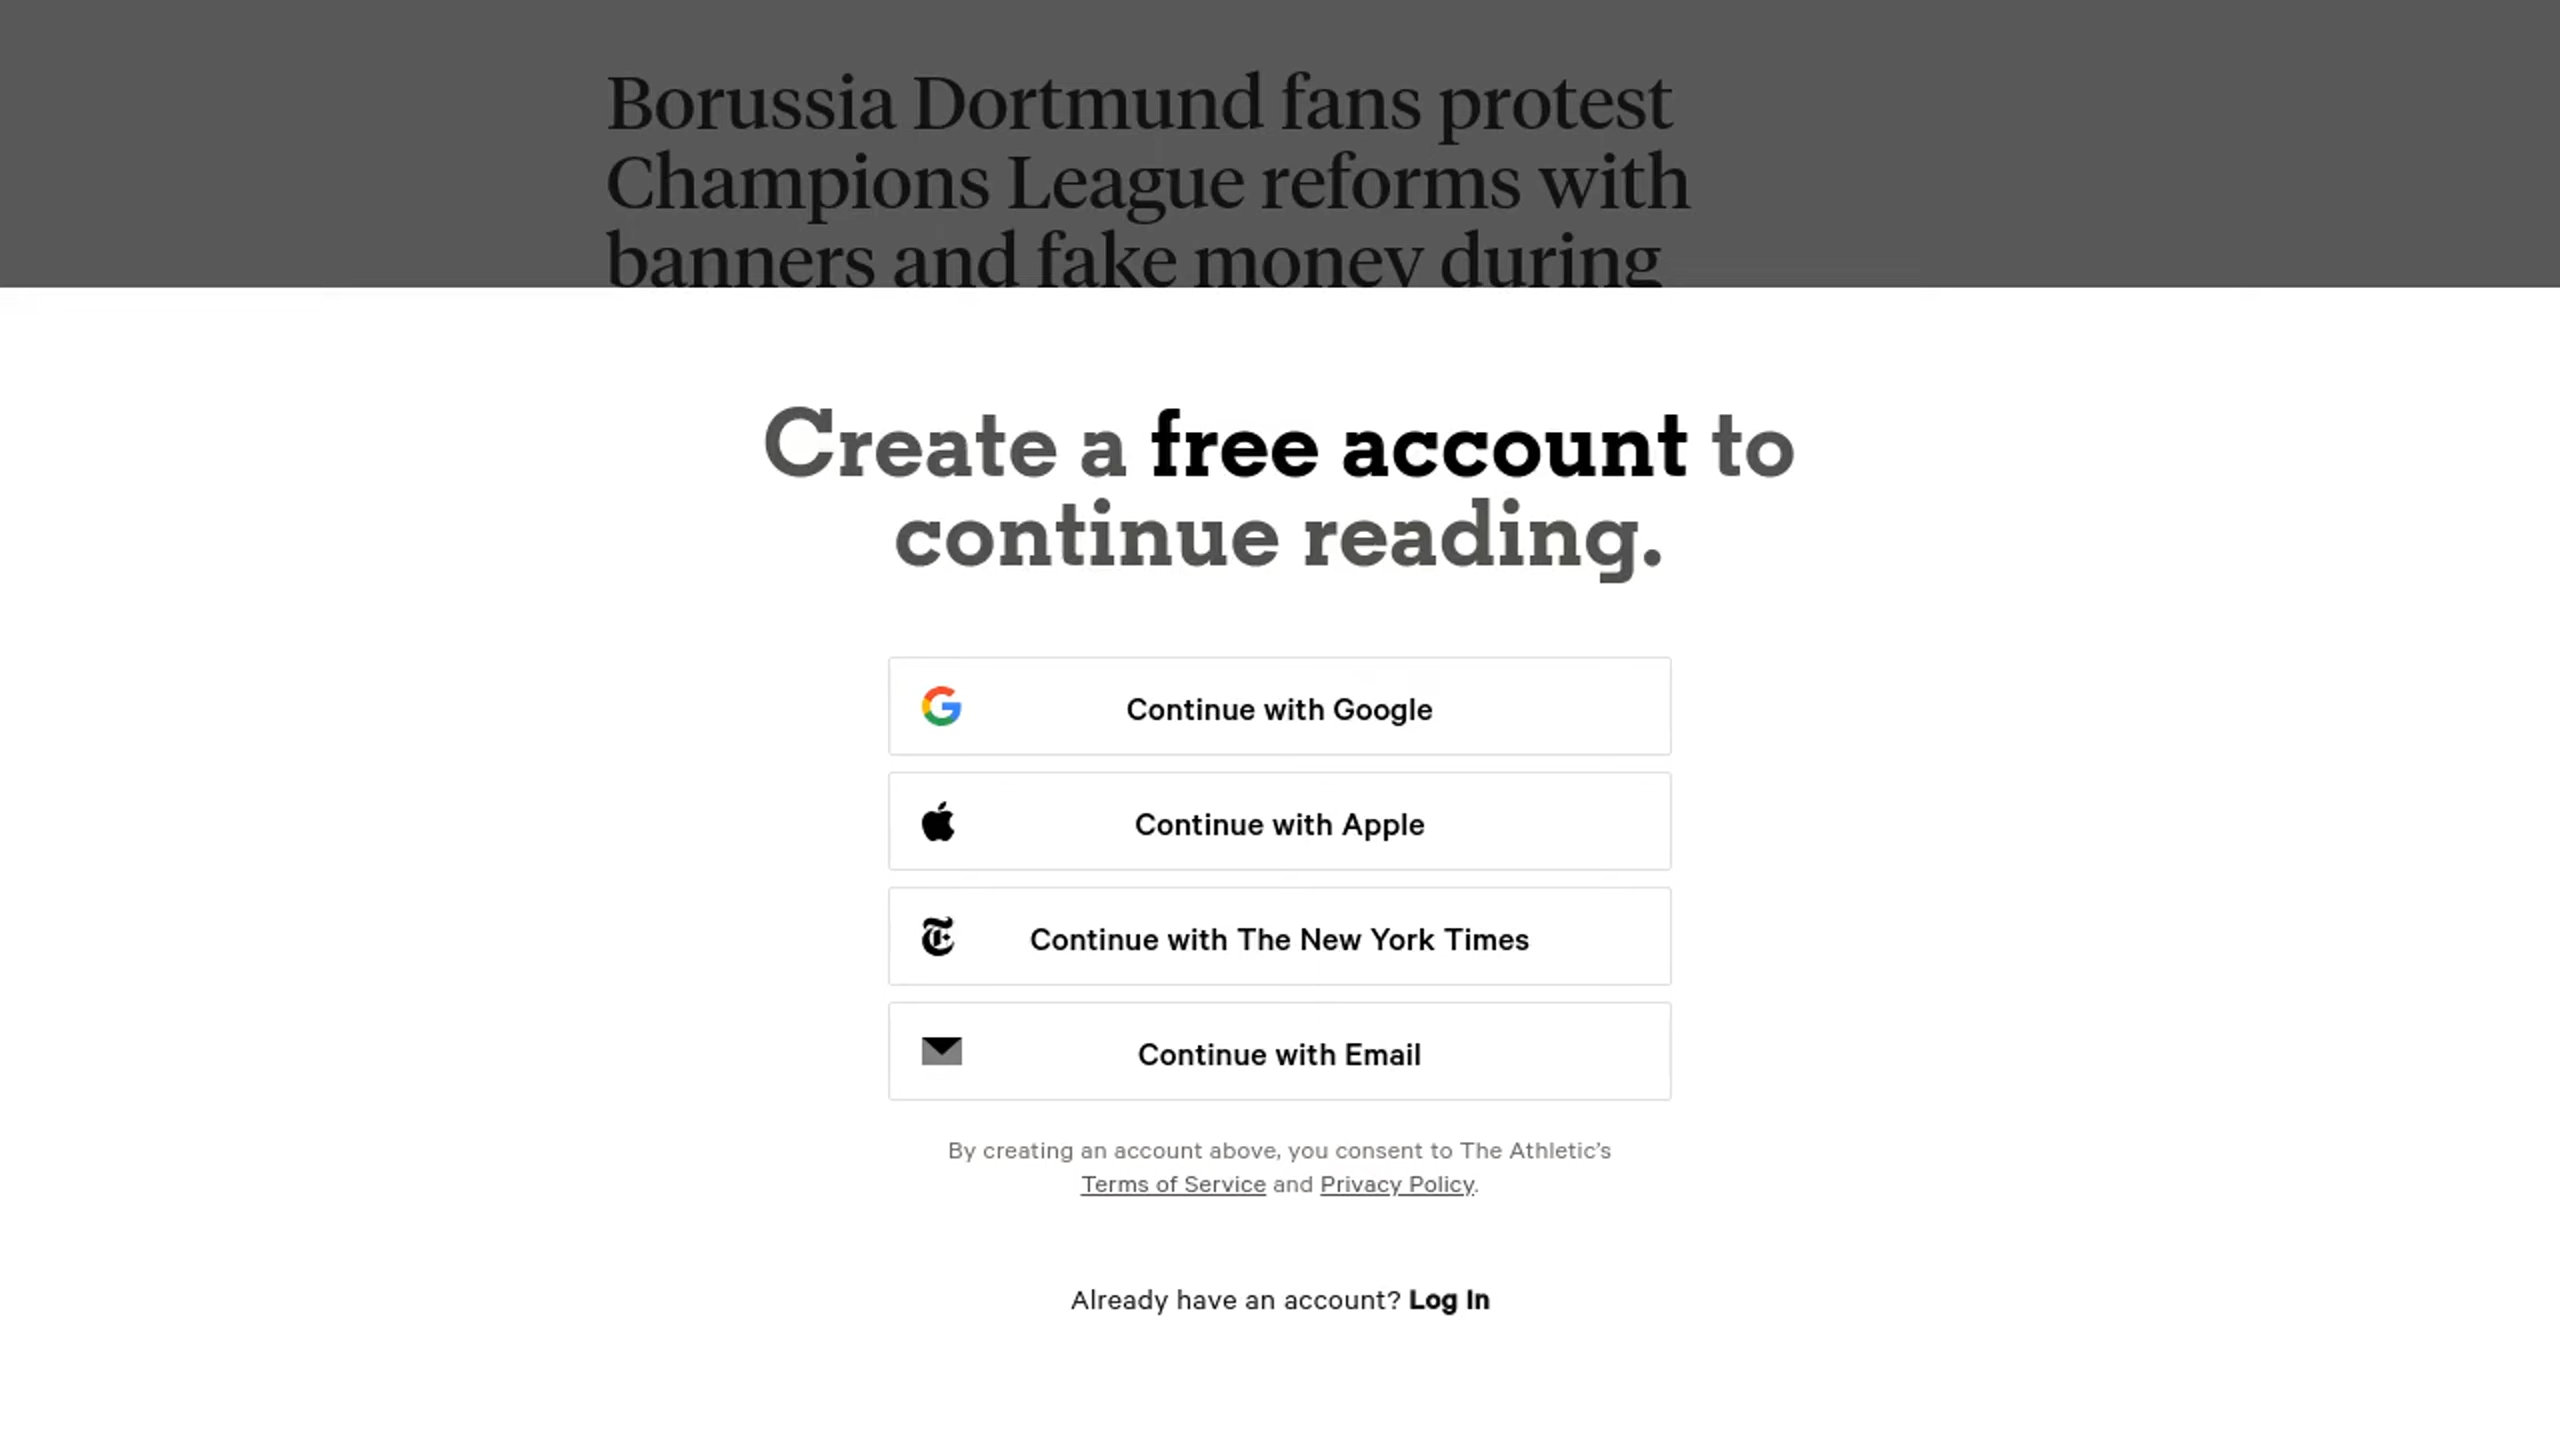 Borussia Dortmund fans protest
Champions League reforms with
banners and fake money during
Create a free account to
continue reading.
Continue with Google
Continue with Apple
Continue with The New York Times
Continue with Email
By creating an account above, you consent to The Athletic’s
Terms of Service and Privacy Policy.
Already have an account? Log In